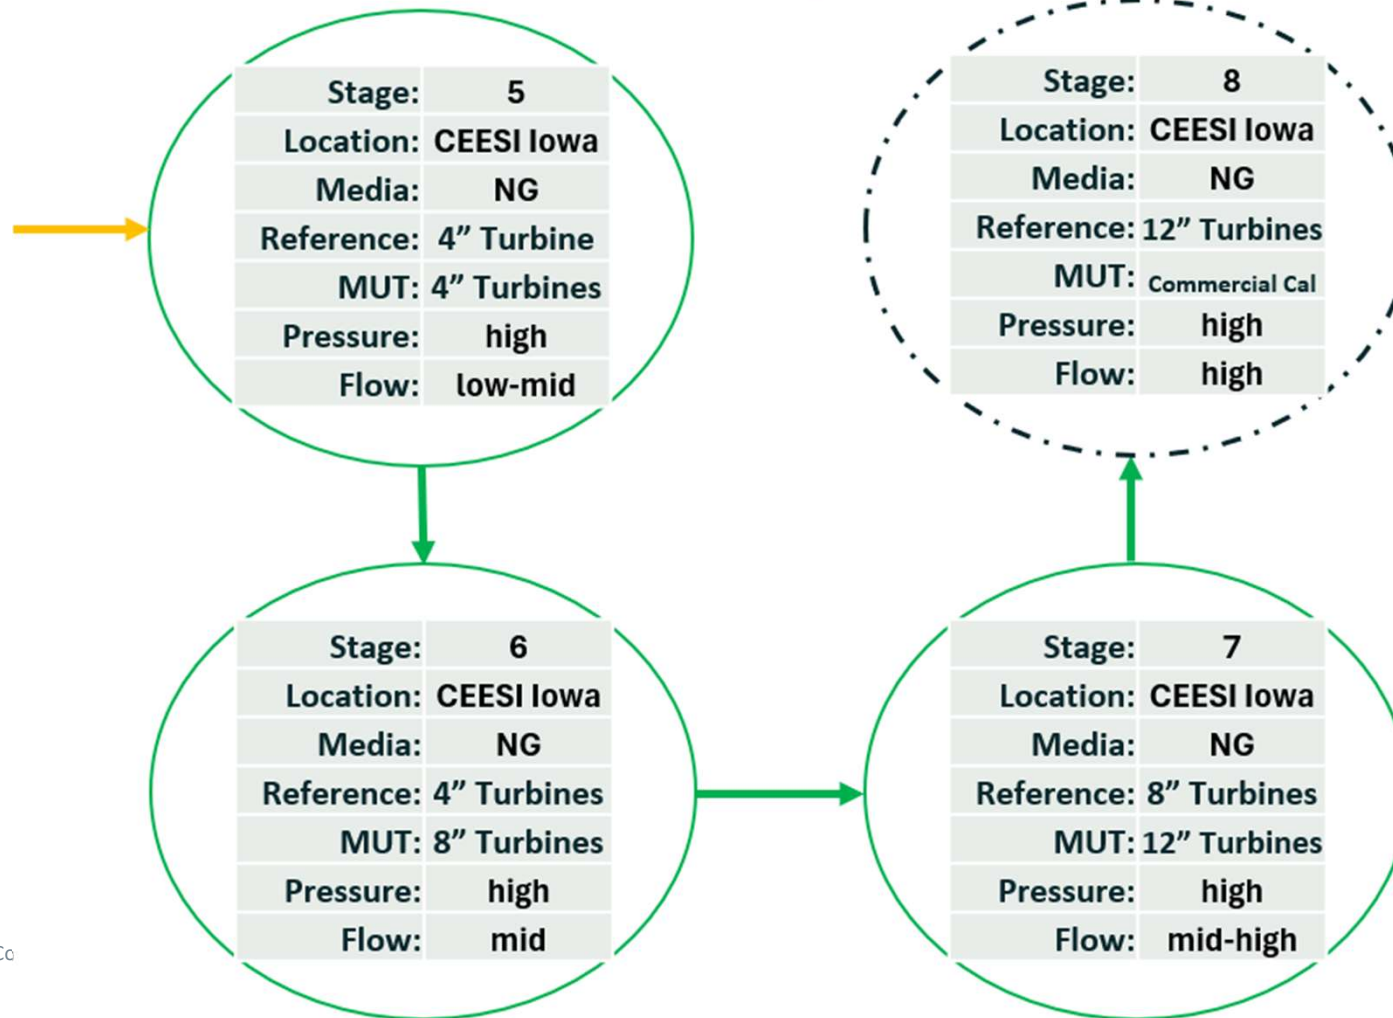 Stage: 5
Location: CEESI Iowa
Media: NG
Reference: 4” Turbine
MUT: 4” Turbines
Pressure: high
Flow: low-mid
Stage: 6
Location: CEESI Iowa
Media: NG
Reference: 4” Turbines
MUT: 8” Turbines
Pressure: high
Flow: mid
Stage: 7
Location: CEESI Iowa
Media: NG
Reference: 8” Turbines
MUT: 12” Turbines
Pressure: high
Flow: mid-high
Stage: 8
Location: CEESI Iowa
Media: NG
Reference: 12” Turbines
MUT: Commercial Cal
Pressure: high
Flow: high